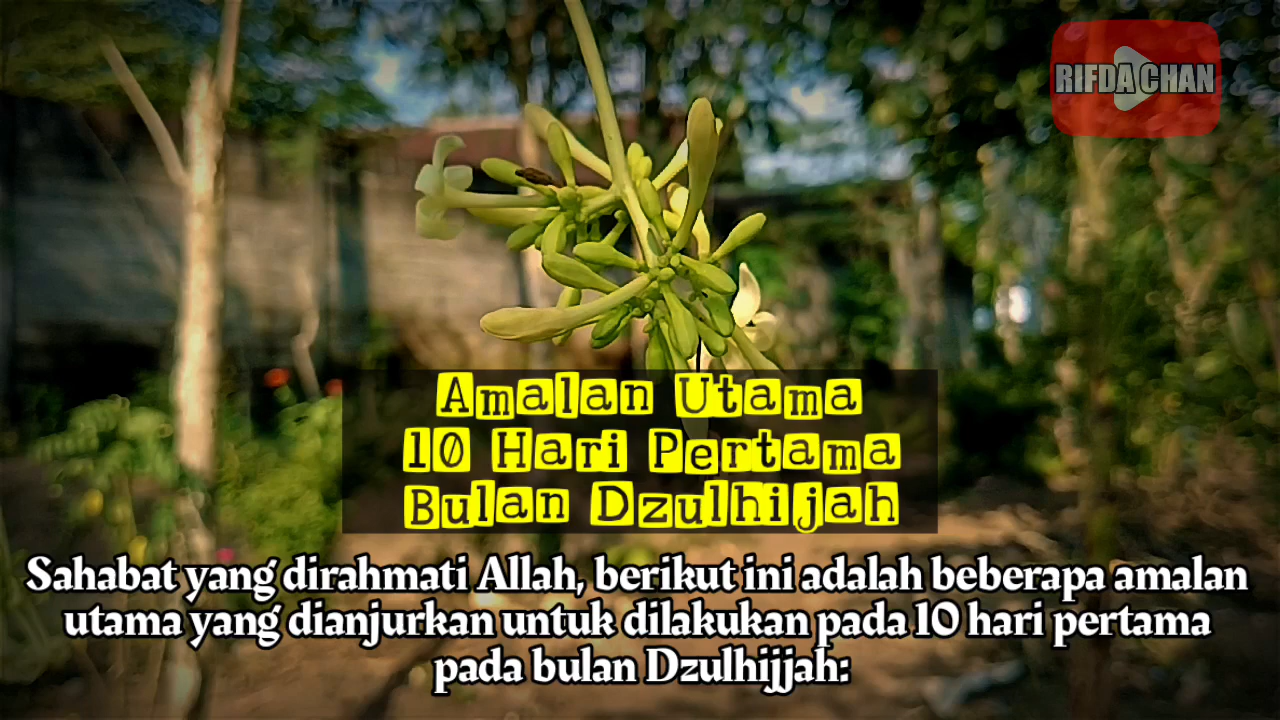 RIFDA CHAN
Amalan Utama
10 Hari Pertama
Bulan Dzulhijah
Sahabat yang dirahmati Allah, berikut ini adalah beberapa amalan
utama yang dianjurkan untuk dilakukan pada 10 hari pertama
pada bulan Dzulhijjah: